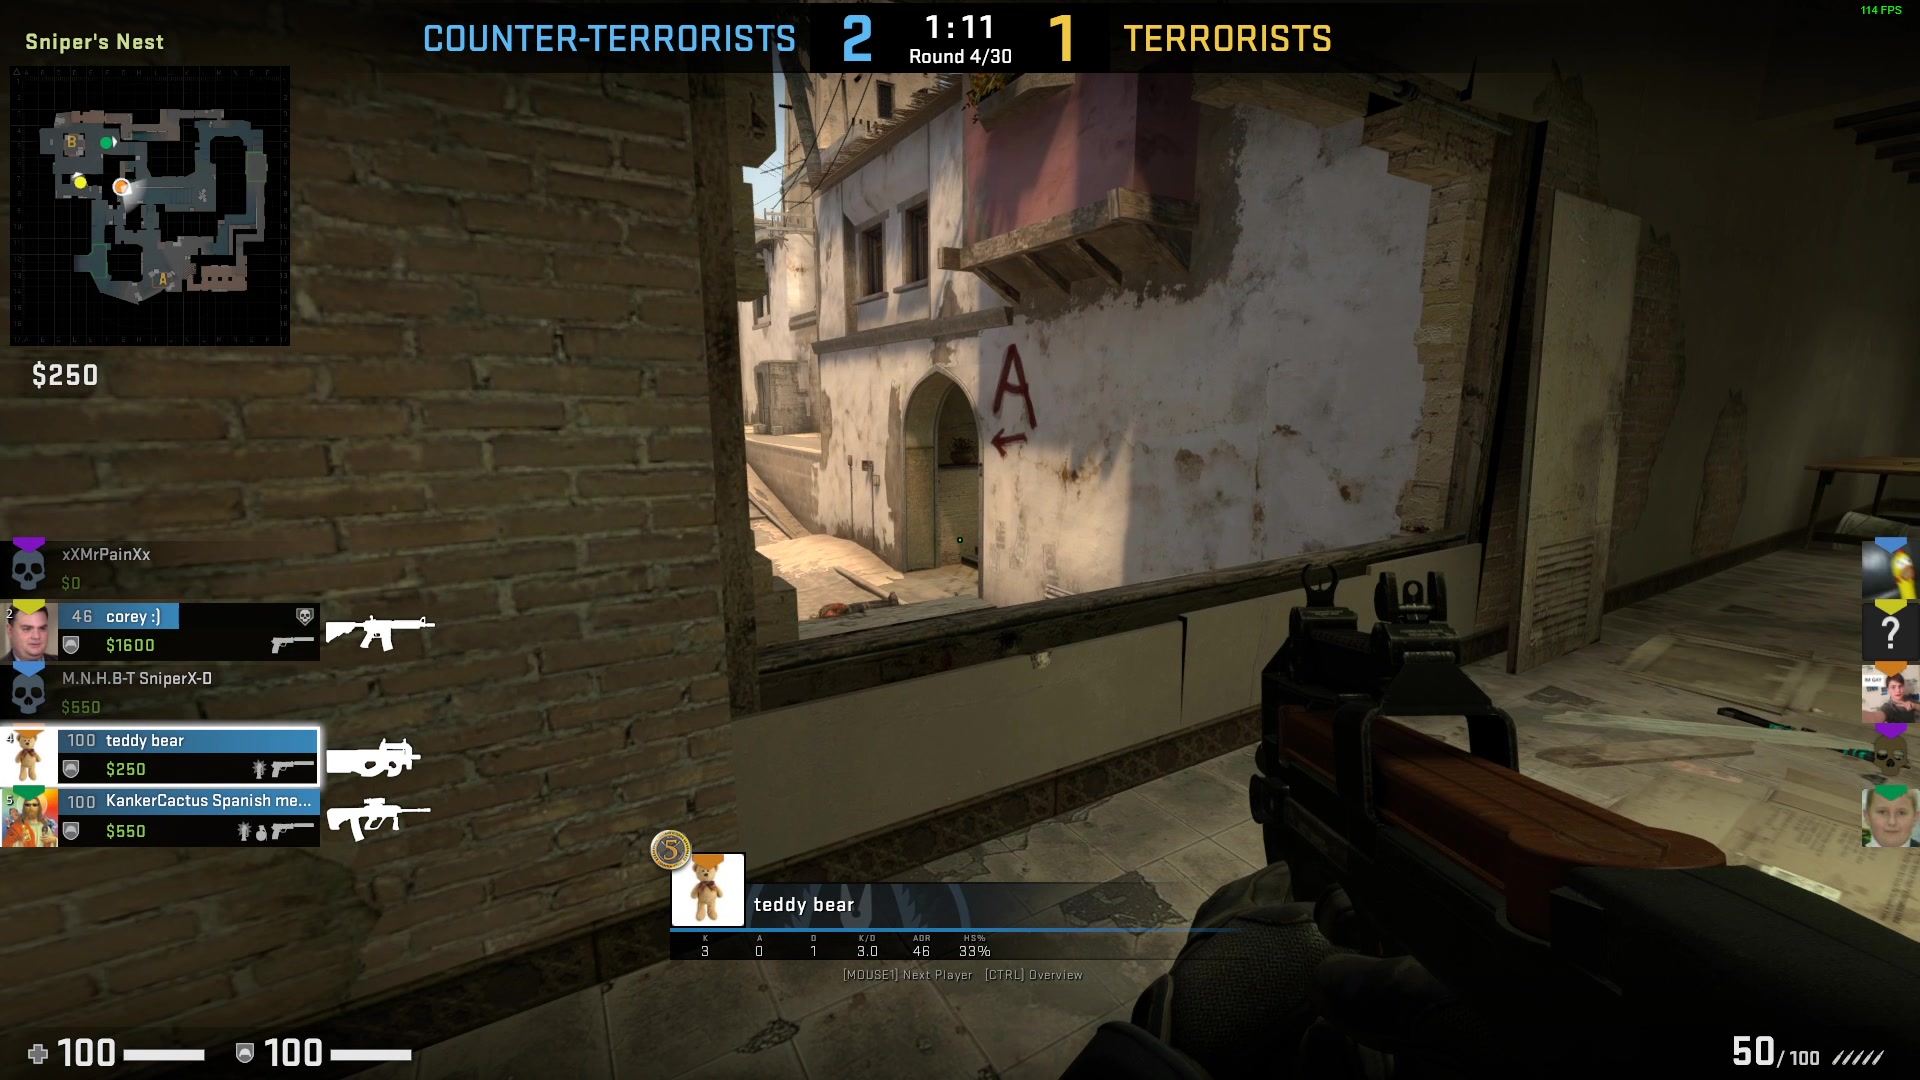 114 FPS
COUNTER-TERRORISTS 2 1:11 1 TERRORISTS
Round 4/30
Sniper's Nest
B
A
$250
A
xXMrPainXx
$0
2 46 corey :)
$1600
M.N.H.B-T SniperX-D
$550
4 100 teddy bear
$250
5 100 KankerCactus Spanish me...
$550
?
5
teddy bear
K A D K/D ADR HS%
3 0 1 3.0 46 33%
[MOUSE1] Next Player [CTRL] Overview
100 100
50/ 100